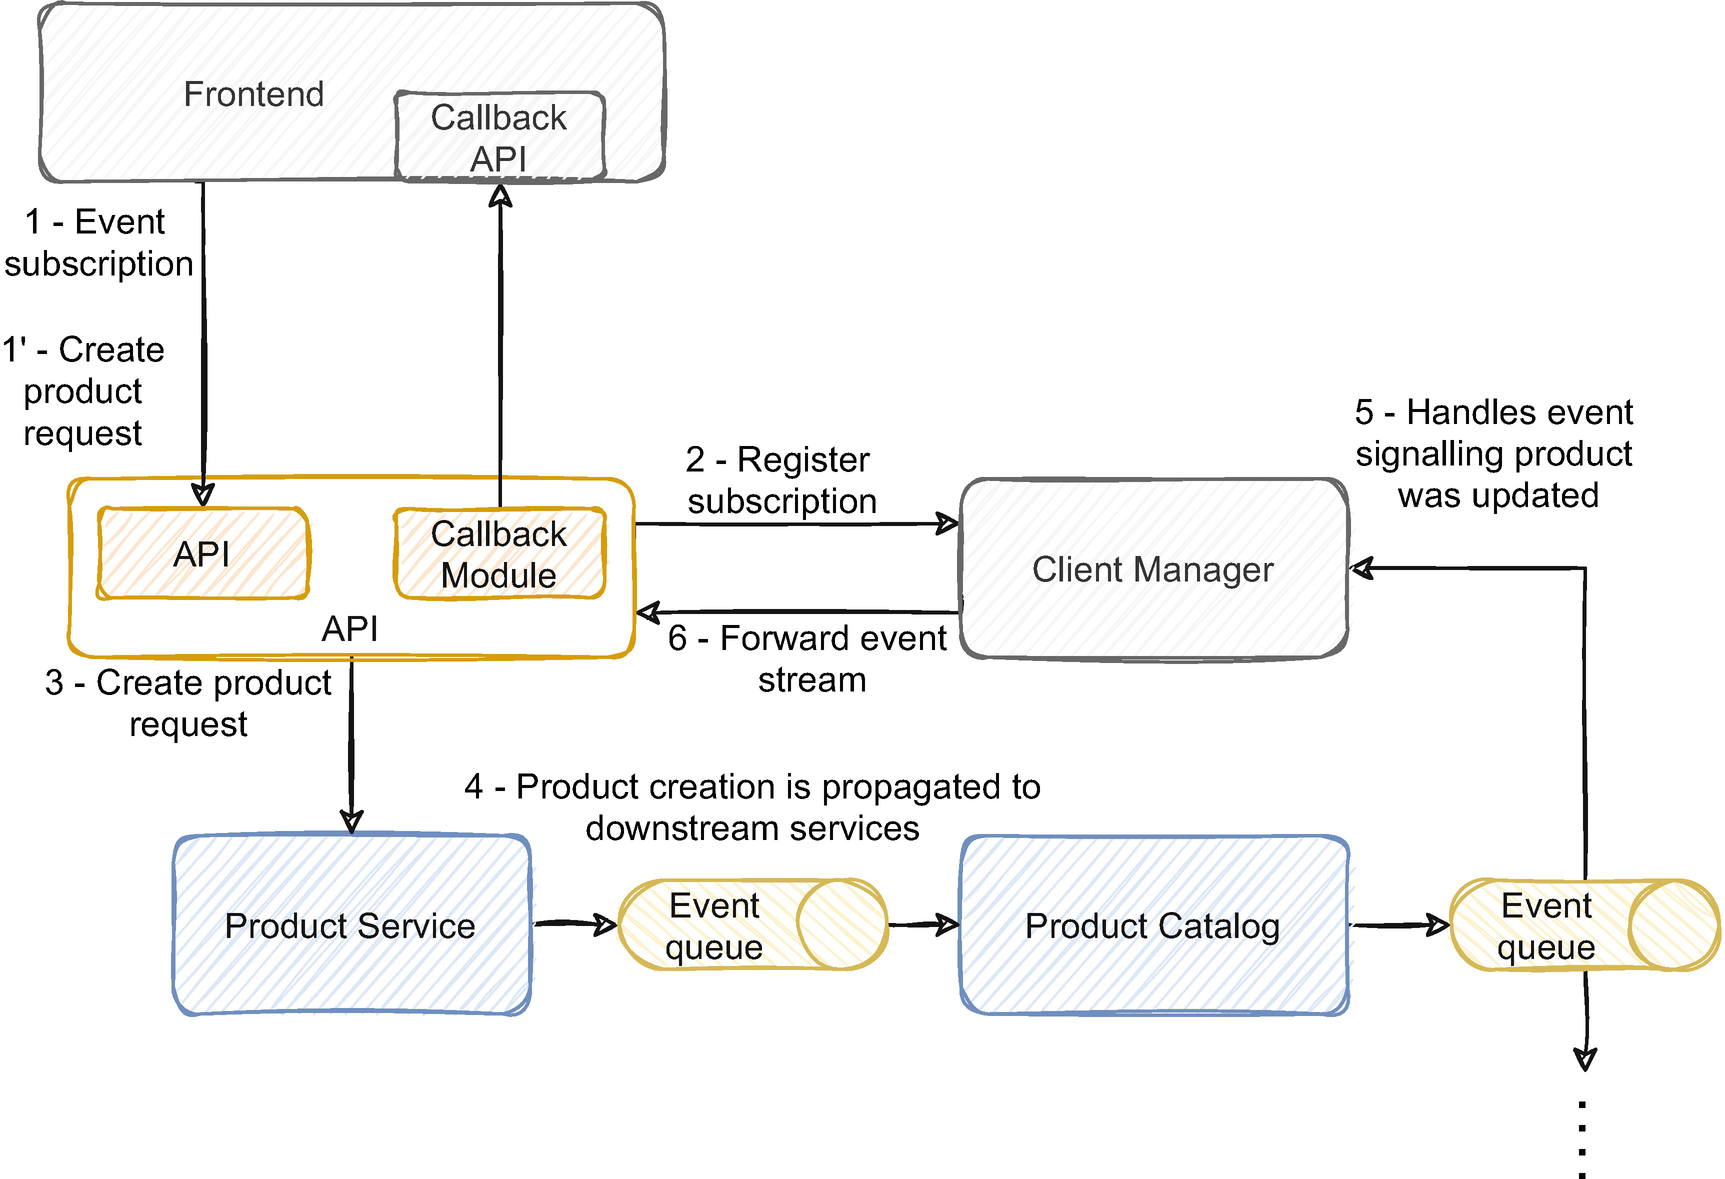 Frontend
Callback
API
1 - Event
subscription
1' - Create
product
request
API
Callback
Module
API
2 - Register
subscription
6 - Forward event
stream
Client Manager
5 - Handles event
signalling product
was updated
3 - Create product
request
4 - Product creation is propagated to
downstream services
Product Service
Event
queue
Product Catalog
Event
queue